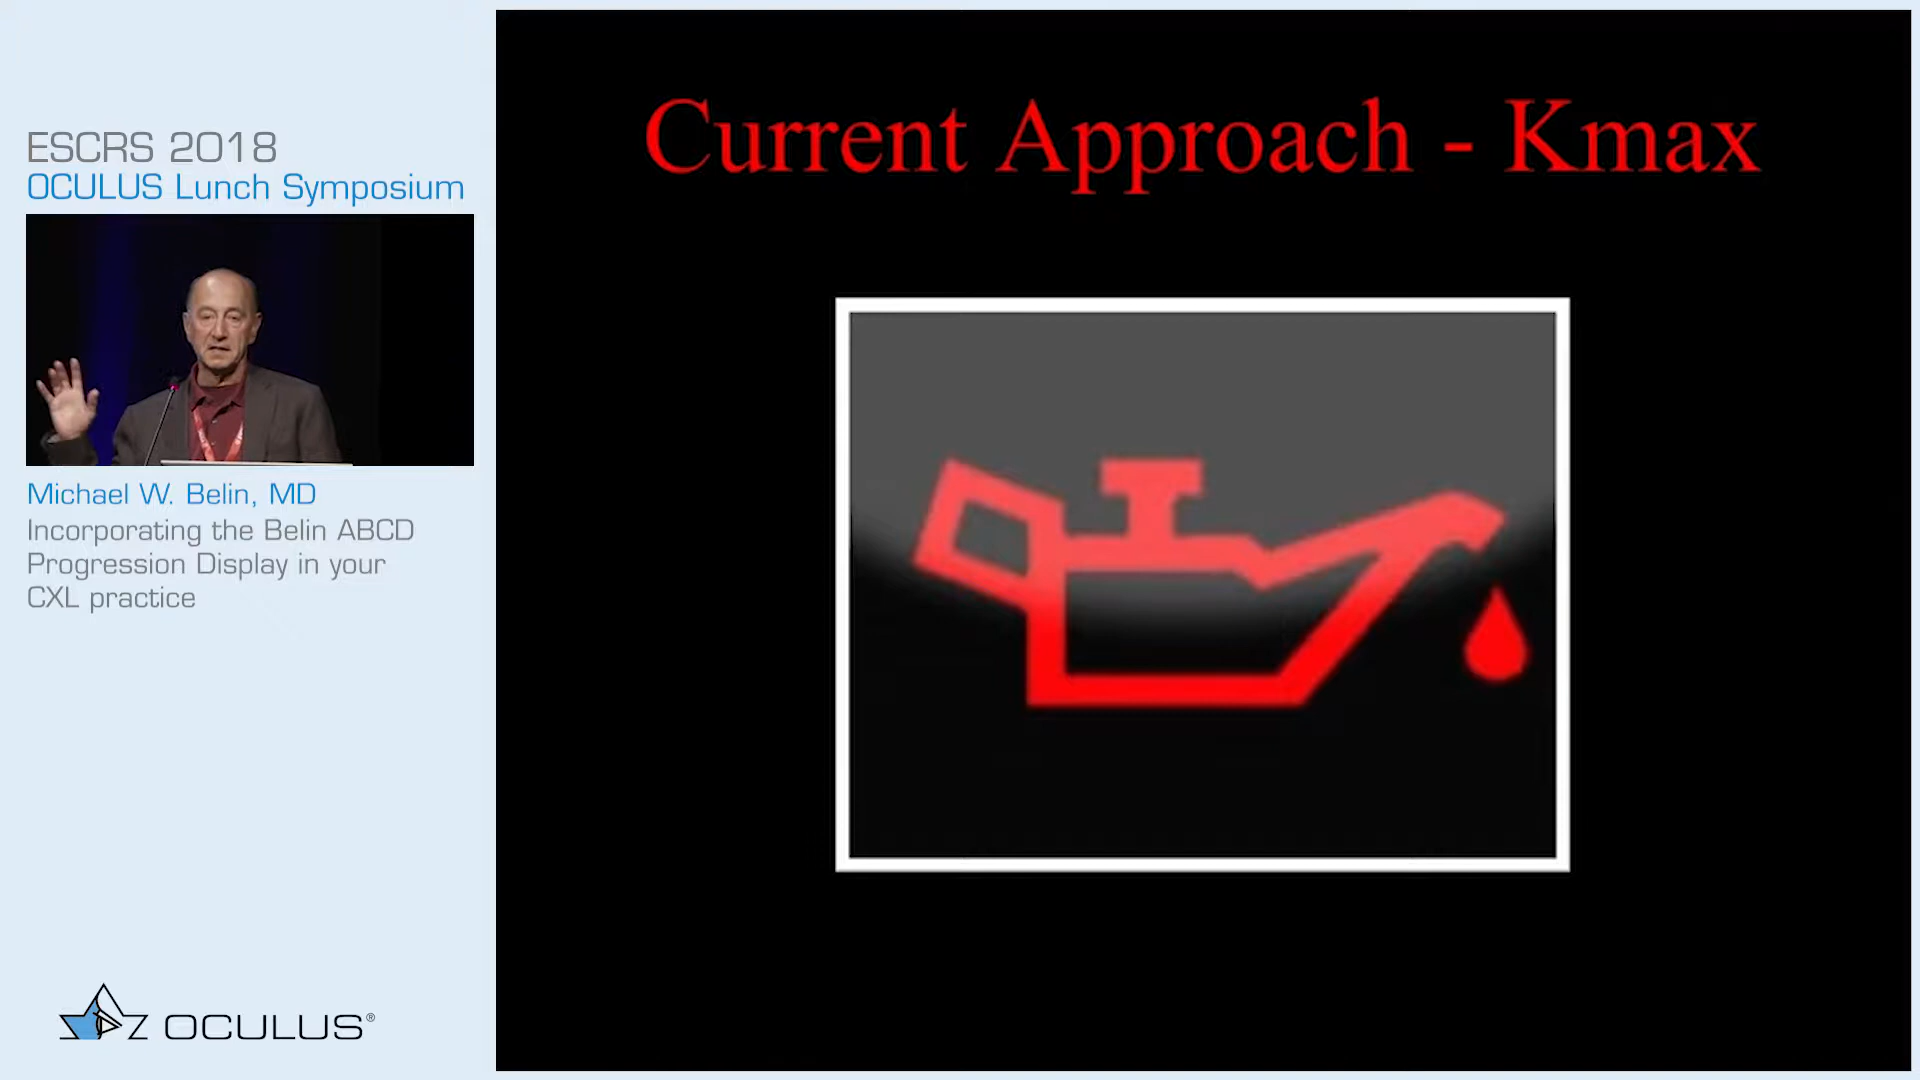 ESCRS 2018
OCULUS Lunch Symposium
Michael W. Belin, MD
Incorporating the Belin ABCD
Progression Display in your
CXL practice
OCULUS®
Current Approach - Kmax